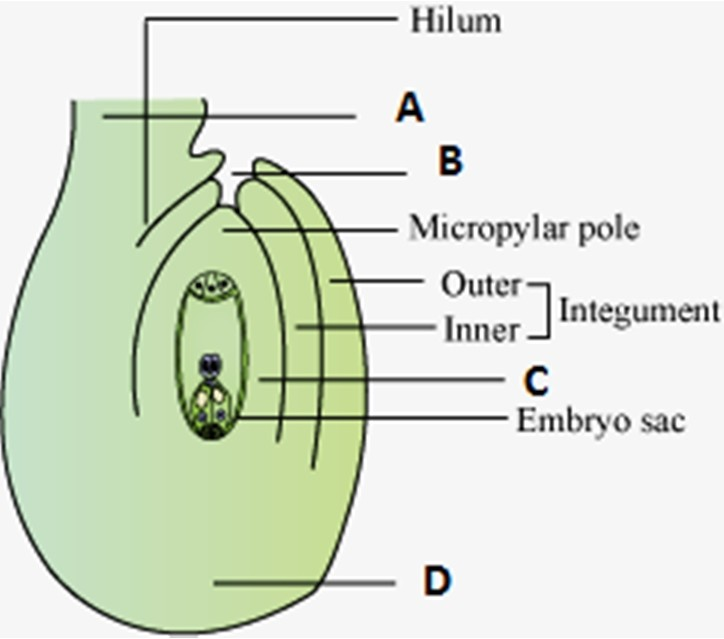 Hilum
A
B
Micropylar pole
Outer
Integument
Inner
C
Embryo sac
D